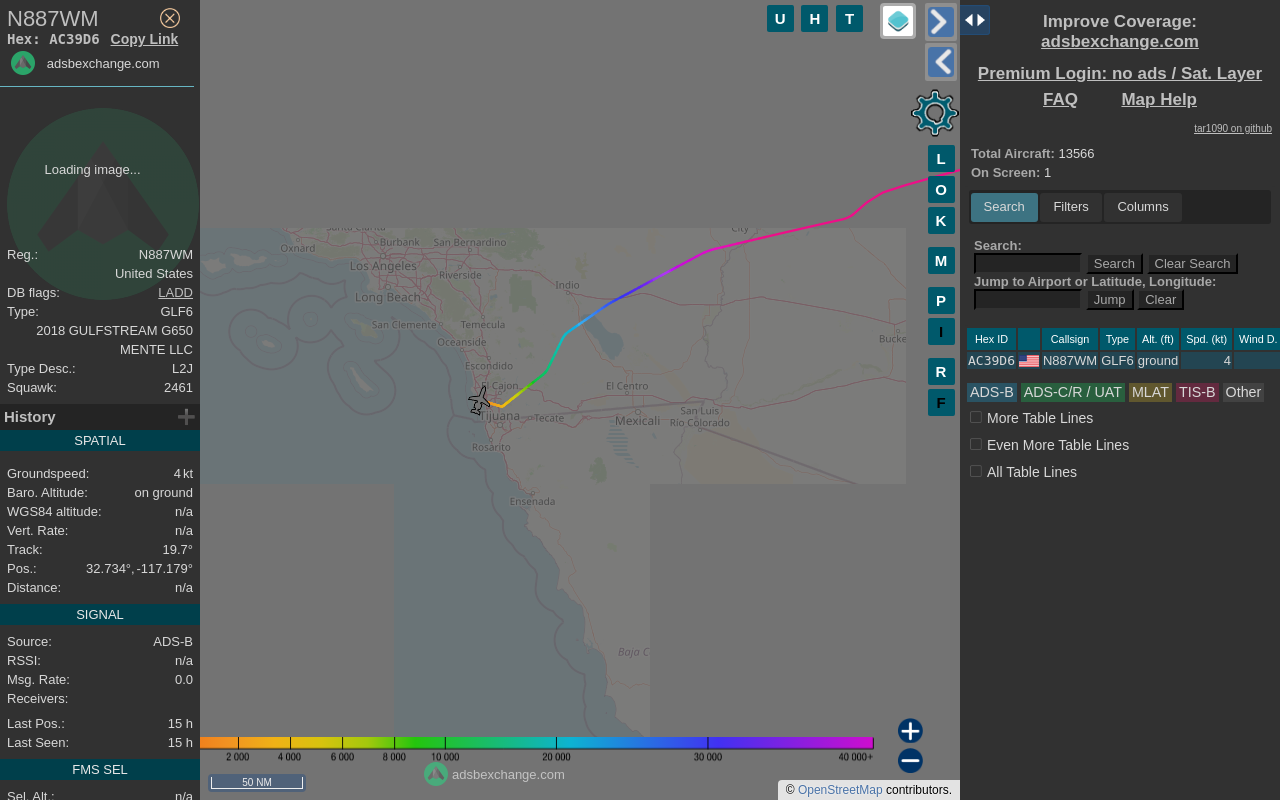 N887WM
Hex: AC39D6 Copy Link
adsbexchange.com
Loading image...
Reg.: N887WM
United States
DB flags: LADD
Type: GLF6
2018 GULFSTREAM G650
MENTE LLC
Type Desc.: L2J
Squawk: 2461
History
SPATIAL
Groundspeed: 4 kt
Baro. Altitude: on ground
WGS84 altitude: n/a
Vert. Rate: n/a
Track: 19.7°
Pos.: 32.734°, -117.179°
Distance: n/a
SIGNAL
Source: ADS-B
RSSI: n/a
Msg. Rate: 0.0
Receivers:
Last Pos.: 15 h
Last Seen: 15 h
FMS SEL
Sel. Alt.: n/a
U H T
L
O
K
M
P
I
R
F
City
Oxnard
Burbank
San Bernardino
Los Angeles
Riverside
Long Beach
Indio
San Clemente
Temecula
Oceanside
Escondido
El Cajon
El Centro
Tijuana
Tecate
Mexicali
San Luis
Río Colorado
Rosarito
Ensenada
Bucke
Baja C
2 000 4 000 6 000 8 000 10 000 20 000 30 000 40 000+
adsbexchange.com
50 NM
© OpenStreetMap contributors.
Improve Coverage:
adsbexchange.com
Premium Login: no ads / Sat. Layer
FAQ Map Help
tar1090 on github
Total Aircraft: 13566
On Screen: 1
Search Filters Columns
Search:
Search Clear Search
Jump to Airport or Latitude, Longitude:
Jump Clear
Hex ID Callsign Type Alt. (ft) Spd. (kt) Wind D.
AC39D6 N887WM GLF6 ground 4
ADS-B ADS-C/R / UAT MLAT TIS-B Other
More Table Lines
Even More Table Lines
All Table Lines